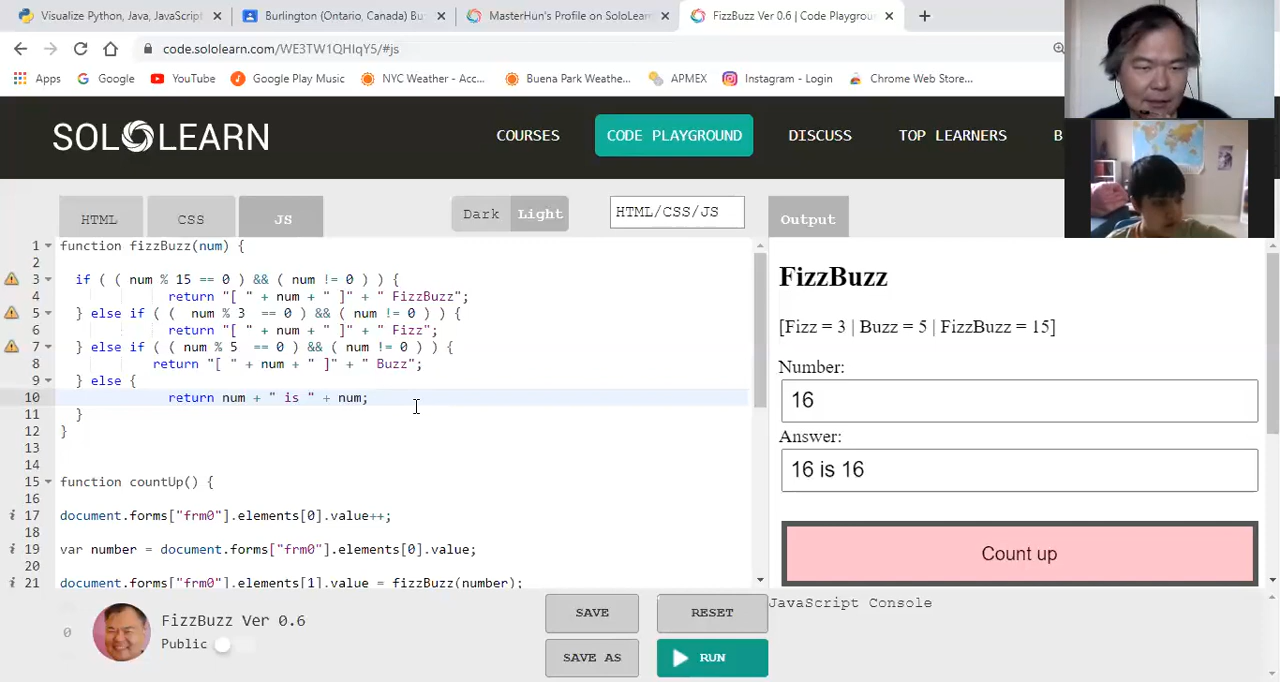 Visualize Python, Java, JavaScript
Burlington (Ontario, Canada) Bu
MasterHun's Profile on SoloLearn
FizzBuzz Ver 0.6 | Code Playgroun
code.sololearn.com/WE3TW1QHIqY5/#js
Apps
Google
YouTube
Google Play Music
NYC Weather - Acc...
Buena Park Weathe...
APMEX
Instagram - Login
Chrome Web Store...
SOLOLEARN
COURSES
CODE PLAYGROUND
DISCUSS
TOP LEARNERS
B
HTML
CSS
JS
Dark
Light
HTML/CSS/JS
Output
1 function fizzBuzz(num) {
2
3 if ( ( num % 15 == 0 ) && ( num != 0 ) ) {
4 return "[ " + num + " ]" + " FizzBuzz";
5 } else if ( (  num % 3  == 0 ) && ( num != 0 ) ) {
6 return "[ " + num + " ]" + " Fizz";
7 } else if ( ( num % 5  == 0 ) && ( num != 0 ) ) {
8 return "[ " + num + " ]" + " Buzz";
9 } else {
10 return num + " is " + num;
11 }
12 }
13
14
15 function countUp() {
16
17 document.forms["frm0"].elements[0].value++;
18
19 var number = document.forms["frm0"].elements[0].value;
20
21 document.forms["frm0"].elements[1].value = fizzBuzz(number);
FizzBuzz
[Fizz = 3 | Buzz = 5 | FizzBuzz = 15]
Number:
16
Answer:
16 is 16
Count up
JavaScript Console
0
FizzBuzz Ver 0.6
Public
SAVE
RESET
SAVE AS
RUN